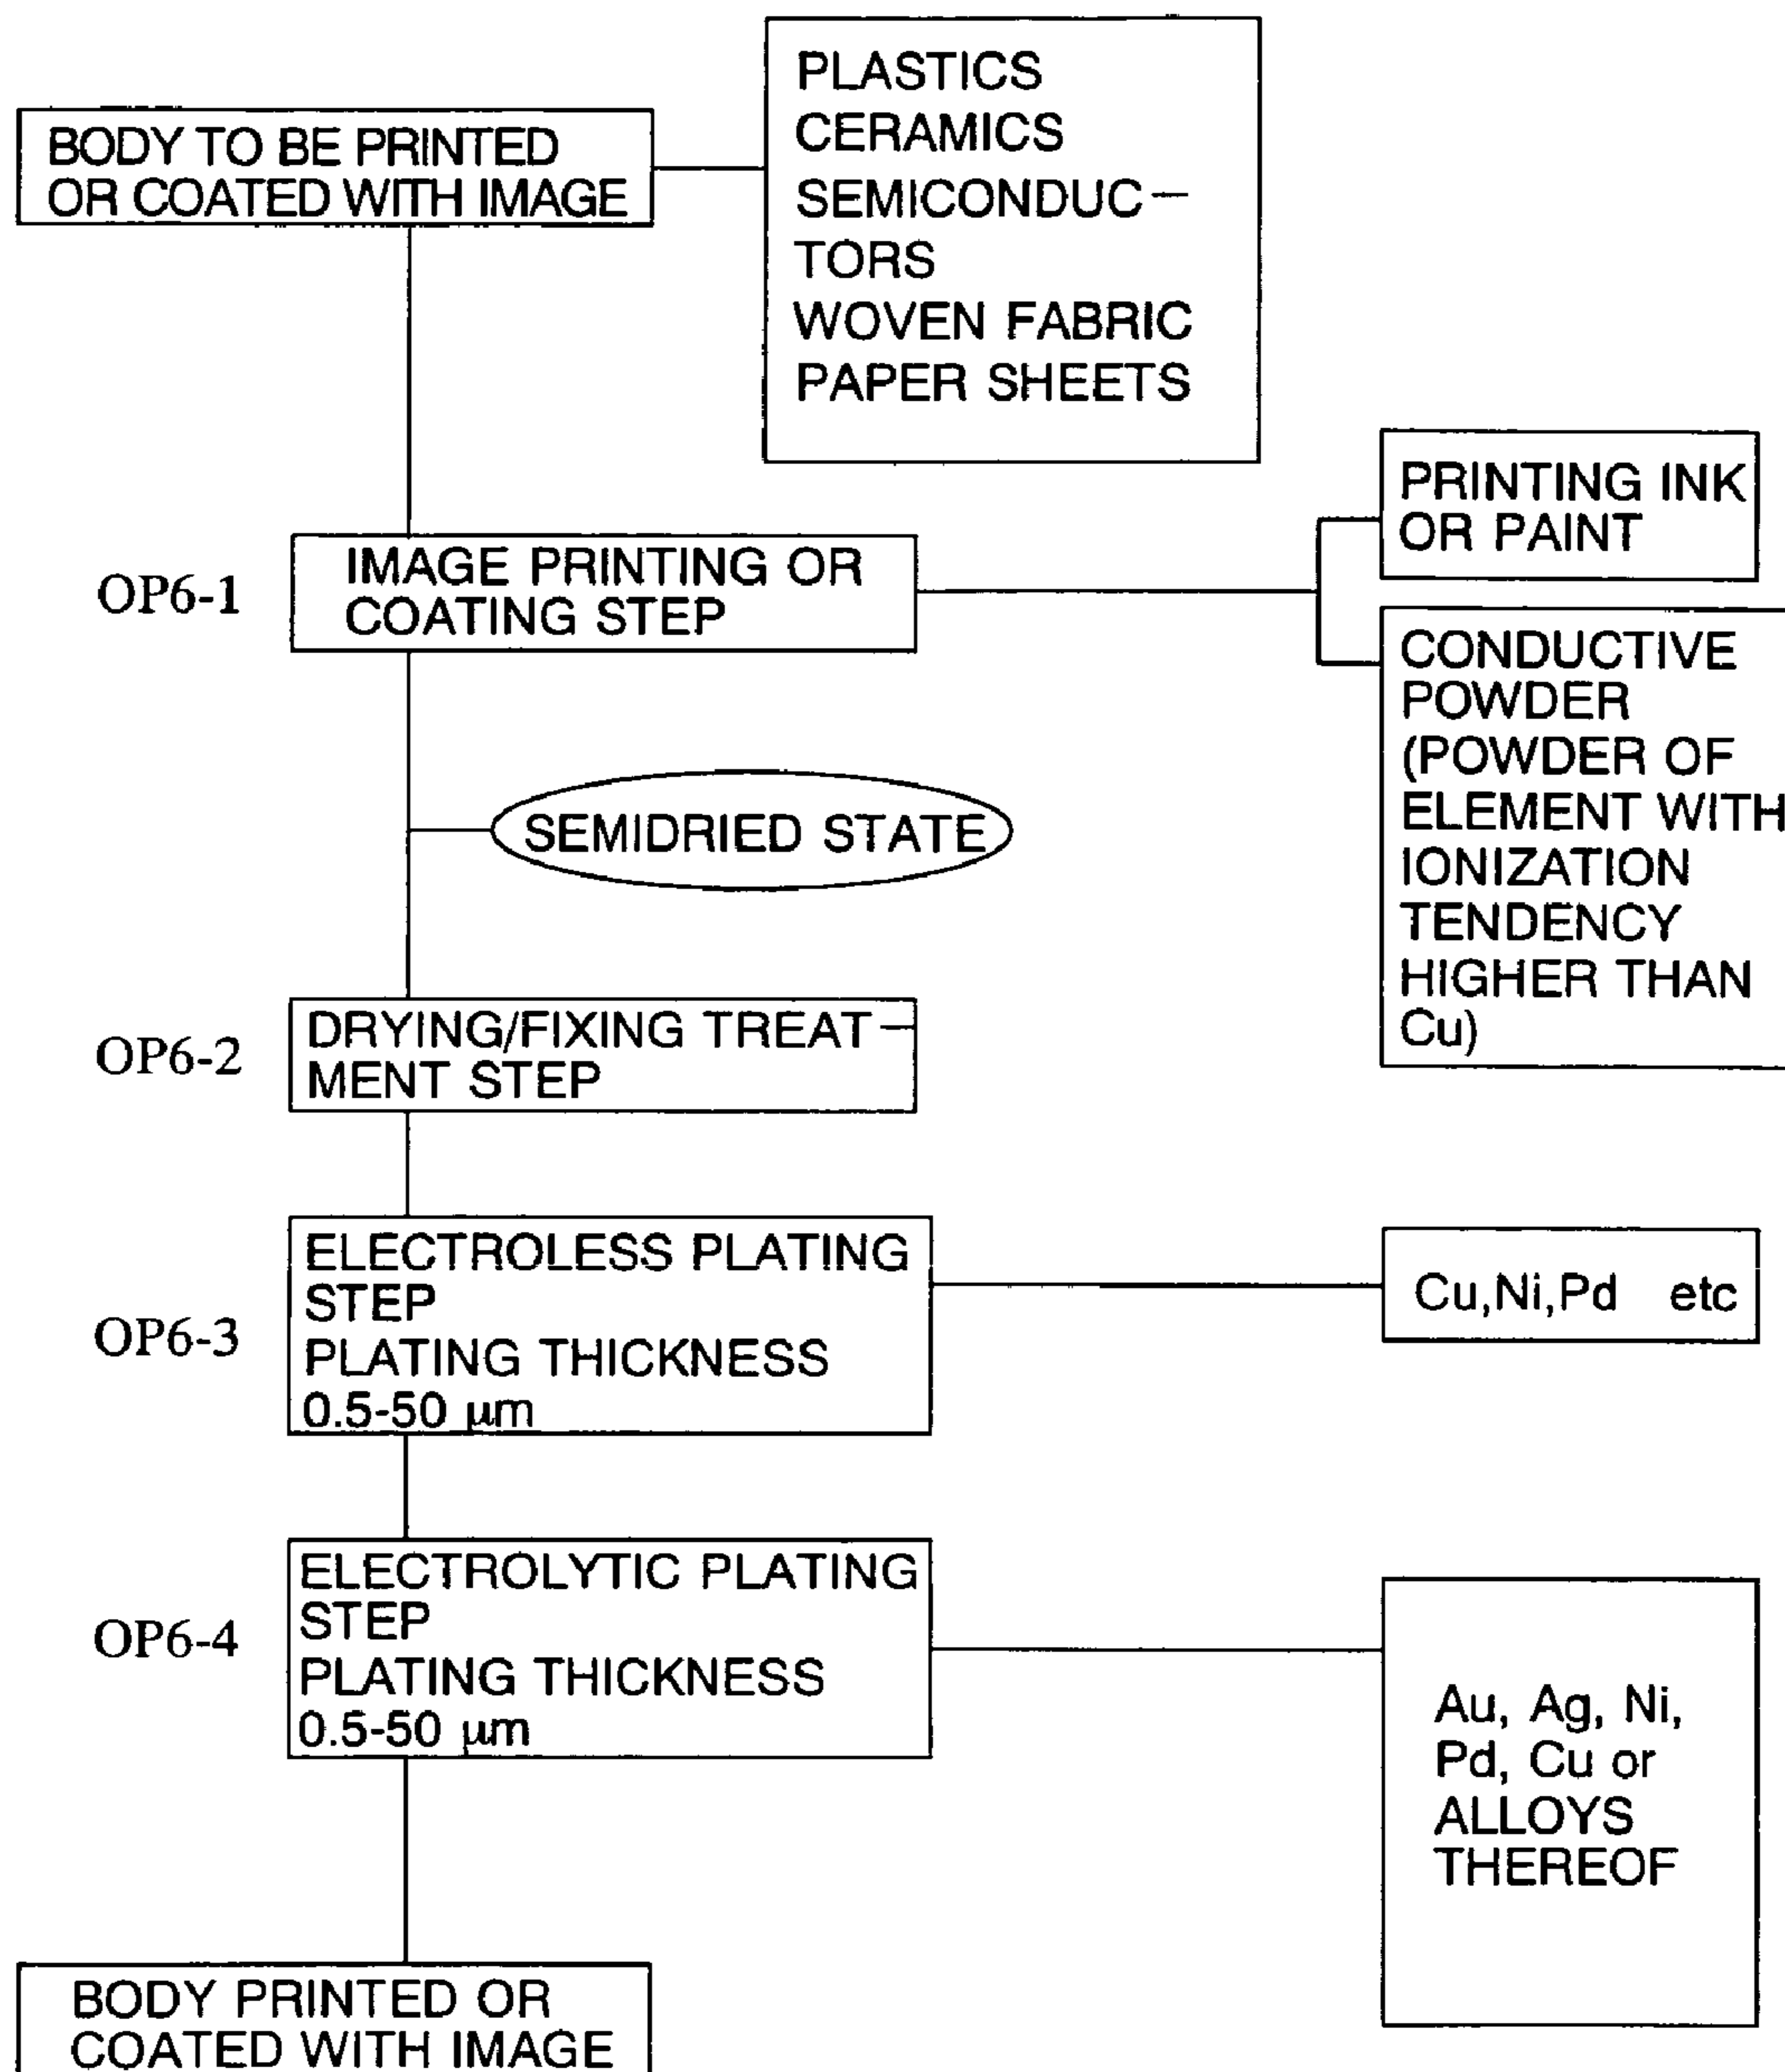 BODY TO BE PRINTED
OR COATED WITH IMAGE
PLASTICS
CERAMICS
SEMICONDUC-
TORS
WOVEN FABRIC
PAPER SHEETS
OP6-1
IMAGE PRINTING OR
COATING STEP
PRINTING INK
OR PAINT
CONDUCTIVE
POWDER
(POWDER OF
ELEMENT WITH
IONIZATION
TENDENCY
HIGHER THAN
Cu)
SEMIDRIED STATE
OP6-2
DRYING/FIXING TREAT-
MENT STEP
OP6-3
ELECTROLESS PLATING
STEP
PLATING THICKNESS
0.5-50 μm
Cu,Ni,Pd etc
OP6-4
ELECTROLYTIC PLATING
STEP
PLATING THICKNESS
0.5-50 μm
Au, Ag, Ni,
Pd, Cu or
ALLOYS
THEREOF
BODY PRINTED OR
COATED WITH IMAGE